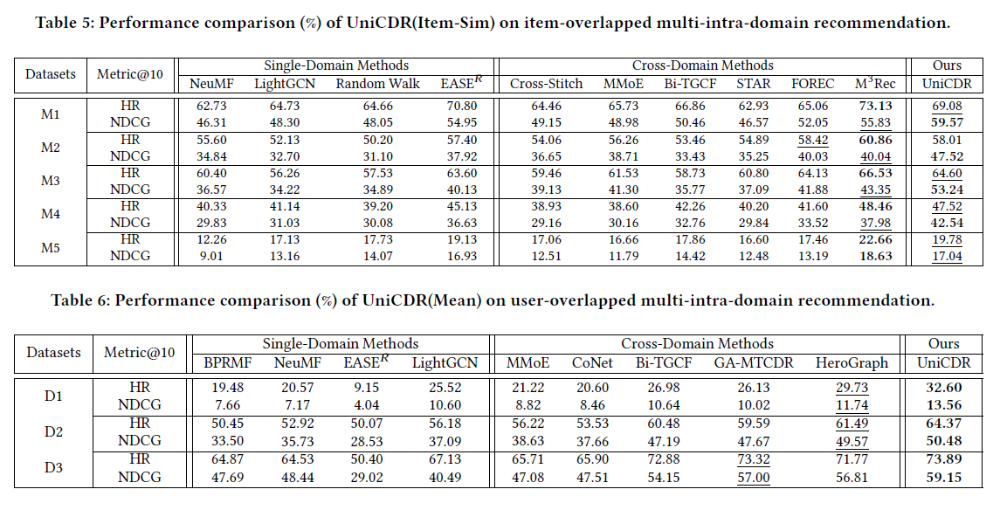 Table 5: Performance comparison (%) of UniCDR(Item-Sim) on item-overlapped multi-intra-domain recommendation.
Datasets Metric@10 Single-Domain Methods Cross-Domain Methods Ours
NeuMF LightGCN Random Walk EASE^R Cross-Stitch MMoE Bi-TGCF STAR FOREC M³Rec UniCDR
M1 HR 62.73 64.73 64.66 70.80 64.46 65.73 66.86 62.93 65.06 73.13 69.08
NDCG 46.31 48.30 48.05 54.95 49.15 48.98 50.46 46.57 52.05 55.83 59.57
M2 HR 55.60 52.13 50.20 57.40 54.06 56.26 53.46 54.89 58.42 60.86 58.01
NDCG 34.84 32.70 31.10 37.92 36.65 38.71 33.43 35.25 40.03 40.04 47.52
M3 HR 60.40 56.26 57.53 63.60 59.46 61.53 58.73 60.80 64.13 66.53 64.60
NDCG 36.57 34.22 34.89 40.13 39.13 41.30 35.77 37.09 41.88 43.35 53.24
M4 HR 40.33 41.14 39.20 45.13 38.93 38.60 42.26 40.20 41.60 48.46 47.52
NDCG 29.83 31.03 30.08 36.63 29.16 30.16 32.76 29.84 33.52 37.98 42.54
M5 HR 12.26 17.13 17.73 19.13 17.06 16.66 17.86 16.60 17.46 22.66 19.78
NDCG 9.01 13.16 14.07 16.93 12.51 11.79 14.42 12.48 13.19 18.63 17.04
Table 6: Performance comparison (%) of UniCDR(Mean) on user-overlapped multi-intra-domain recommendation.
Datasets Metric@10 Single-Domain Methods Cross-Domain Methods Ours
BPRMF NeuMF EASE^R LightGCN MMoE CoNet Bi-TGCF GA-MTCDR HeroGraph UniCDR
D1 HR 19.48 20.57 9.15 25.52 21.22 20.60 26.98 26.13 29.73 32.60
NDCG 7.66 7.17 4.04 10.60 8.82 8.46 10.64 10.02 11.74 13.56
D2 HR 50.45 52.92 50.07 56.18 56.22 53.53 60.48 59.59 61.49 64.37
NDCG 33.50 35.73 28.53 37.09 38.63 37.66 47.19 47.67 49.57 50.48
D3 HR 64.87 64.53 50.40 67.13 65.71 65.90 72.88 73.32 71.77 73.89
NDCG 47.69 48.44 29.02 40.49 47.08 47.51 54.15 57.00 56.81 59.15